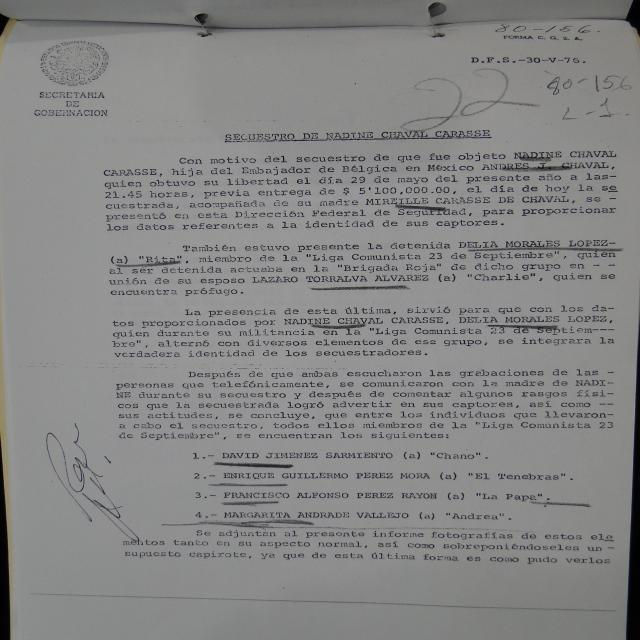 80-156.
FORMA C. G. 2 A.
D.F.S.-30-V-76.
SECRETARIA
DE
GOBERNACION
80-156
L-1.
22
SECUESTRO DE NADINE CHAVAL CARASSE
Con motivo del secuestro de que fue objeto NADINE CHAVAL
CARASSE, hija del Embajador de Bélgica en México ANDRES J. CHAVAL,
quien obtuvo su libertad el día 29 de mayo del presente año a las-
21.45 horas, previa entrega de $ 5'100,000.00, el día de hoy la se
cuestrada, acompañada de su madre MIREILLE CARASSE DE CHAVAL, se -
presentó en esta Dirección Federal de Seguridad, para proporcionar
los datos referentes a la identidad de sus captores.
También estuvo presente la detenida DELIA MORALES LOPEZ-
(a) "Rita", miembro de la "Liga Comunista 23 de Septiembre", quien
al ser detenida actuaba en la "Brigada Roja" de dicho grupo en - -
unión de su esposo LAZARO TORRALVA ALVAREZ (a) "Charlie", quien se
encuentra prófugo.
La presencia de esta última, sirvió para que con los da-
tos proporcionados por NADINE CHAVAL CARASSE, DELIA MORALES LOPEZ,
quien durante su militancia en la "Liga Comunista 23 de Septiem---
bre", alternó con diversos elementos de ese grupo, se integrara la
verdadera identidad de los secuestradores.
Después de que ambas escucharon las grabaciones de las -
personas que telefónicamente, se comunicaron con la madre de NADI-
NE durante su secuestro y después de comentar algunos rasgos físi-
cos que la secuestrada logró advertir en sus captores, así como --
sus actitudes, se concluye, que entre los individuos que llevaron-
a cabo el secuestro, todos ellos miembros de la "Liga Comunista 23
de Septiembre", se encuentran los siguientes:
1.- DAVID JIMENEZ SARMIENTO (a) "Chano".
2.- ENRIQUE GUILLERMO PEREZ MORA (a) "El Tenebras".
3.- FRANCISCO ALFONSO PEREZ RAYON (a) "La Papa".
4.- MARGARITA ANDRADE VALLEJO (a) "Andrea".
Se adjuntan al presente informe fotografías de estos ele
mentos tanto en su aspecto normal, así como sobreponiéndoseles un -
supuesto capirote, ya que de esta última forma es como pudo verlos